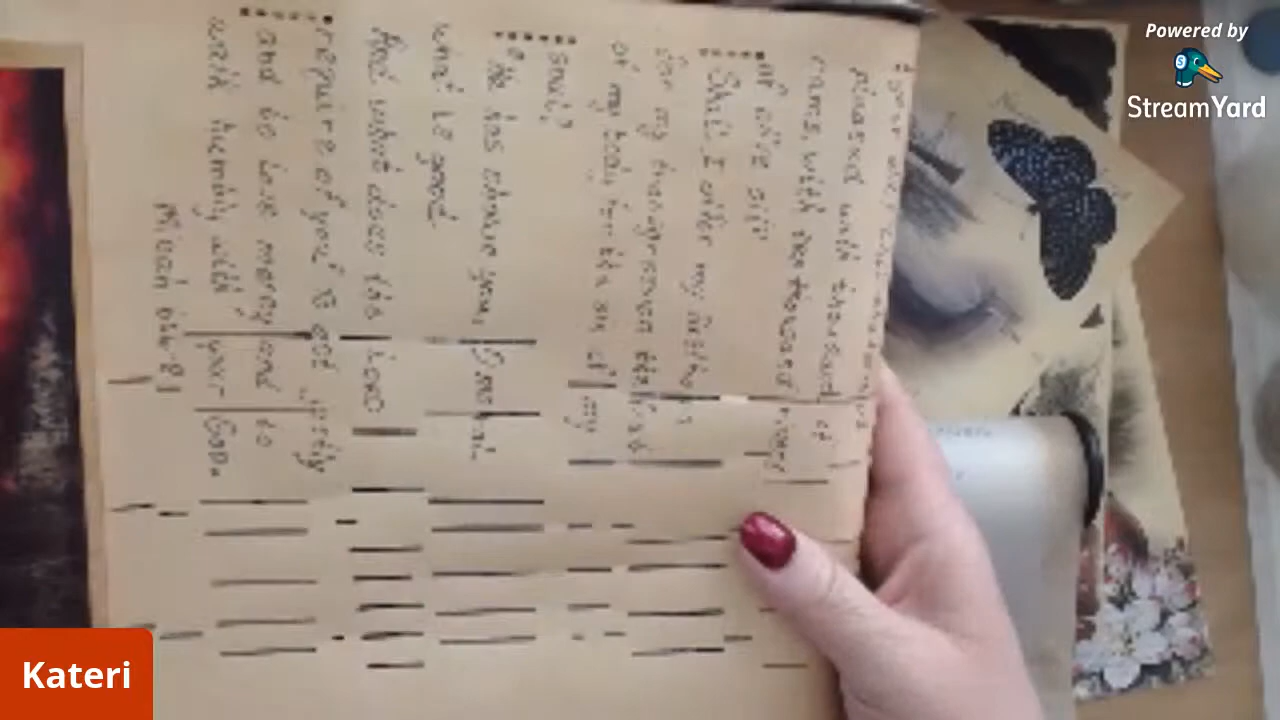 pleased with thousand of
rams, with ten thousand rivers
of olive oil?
Shall I offer my firstborn
for my transgression the fruit
of my body for the sin of my
soul?
He has shown you, O mortal,
what is good
And what does the LORD
require of you? To act justly
and to love mercy and to
walk humbly with your GOD.
Micah 6:6-8
Powered by
StreamYard
Kateri